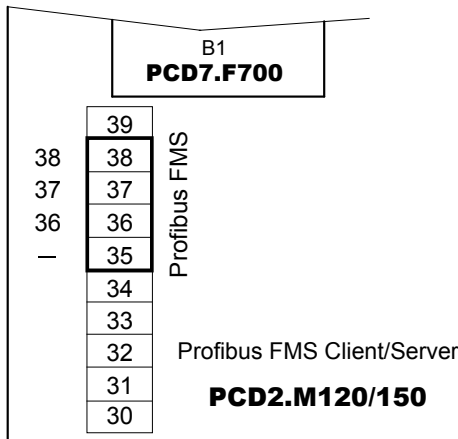 B1
PCD7.F700
39
38 38
37 37
36 36
— 35
34
33
32
31
30
Profibus FMS
Profibus FMS Client/Server
PCD2.M120/150